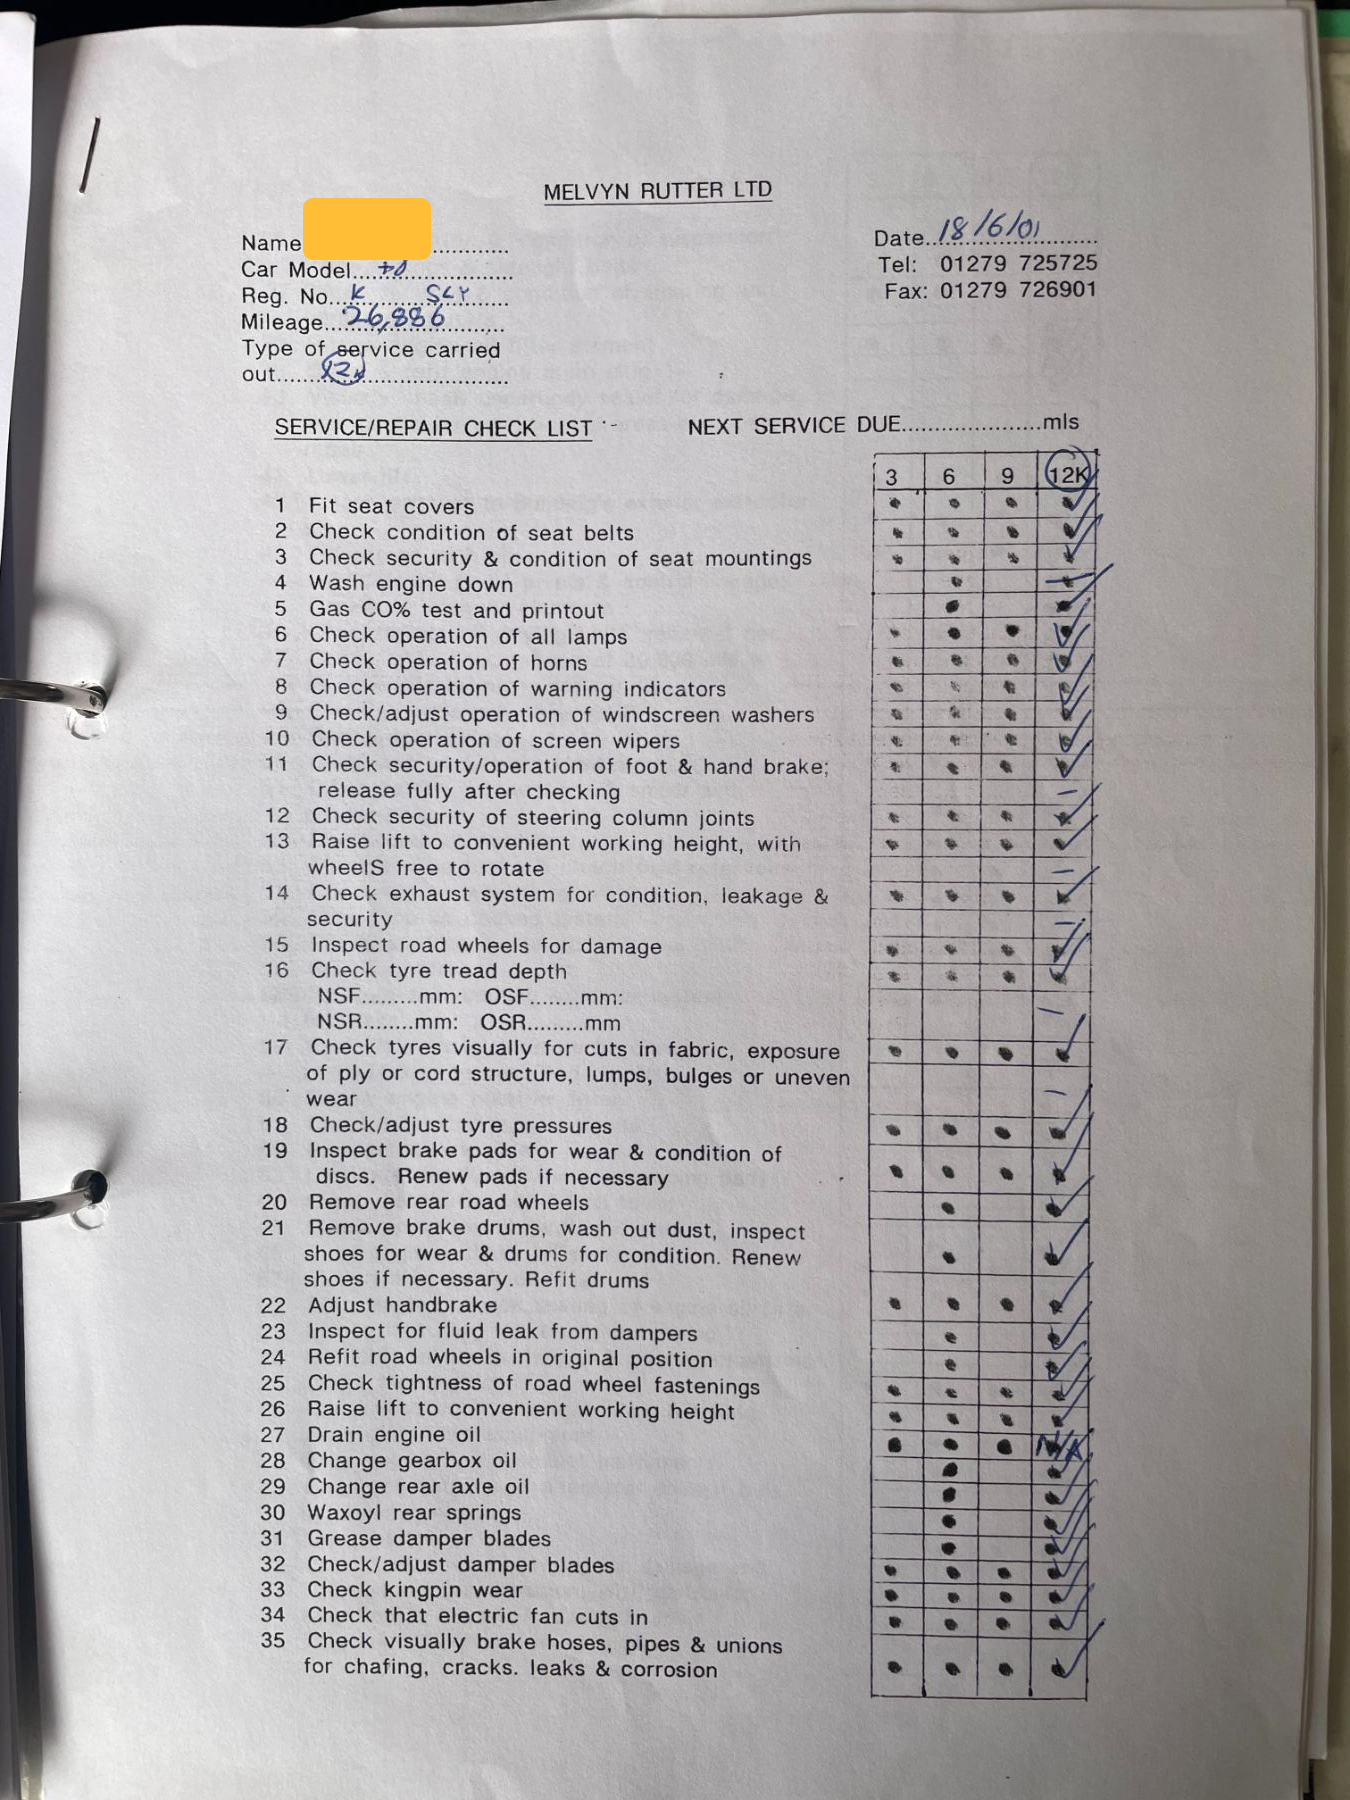 MELVYN RUTTER LTD
Name..........
Date..18/6/01..........
Car Model....+D..........
Tel: 01279 725725
Reg. No...K SLY......
Fax: 01279 726901
Mileage...26,886..........
Type of service carried
out......12K..........
SERVICE/REPAIR CHECK LIST :- NEXT SERVICE DUE......................mls
3 6 9 12K
1 Fit seat covers
2 Check condition of seat belts
3 Check security & condition of seat mountings
4 Wash engine down
5 Gas CO% test and printout
6 Check operation of all lamps
7 Check operation of horns
8 Check operation of warning indicators
9 Check/adjust operation of windscreen washers
10 Check operation of screen wipers
11 Check security/operation of foot & hand brake;
release fully after checking
12 Check security of steering column joints
13 Raise lift to convenient working height, with
wheelS free to rotate
14 Check exhaust system for condition, leakage &
security
15 Inspect road wheels for damage
16 Check tyre tread depth
NSF.........mm: OSF........mm:
NSR........mm: OSR.........mm
17 Check tyres visually for cuts in fabric, exposure
of ply or cord structure, lumps, bulges or uneven
wear
18 Check/adjust tyre pressures
19 Inspect brake pads for wear & condition of
discs. Renew pads if necessary
20 Remove rear road wheels
21 Remove brake drums, wash out dust, inspect
shoes for wear & drums for condition. Renew
shoes if necessary. Refit drums
22 Adjust handbrake
23 Inspect for fluid leak from dampers
24 Refit road wheels in original position
25 Check tightness of road wheel fastenings
26 Raise lift to convenient working height
27 Drain engine oil N/A
28 Change gearbox oil
29 Change rear axle oil
30 Waxoyl rear springs
31 Grease damper blades
32 Check/adjust damper blades
33 Check kingpin wear
34 Check that electric fan cuts in
35 Check visually brake hoses, pipes & unions
for chafing, cracks. leaks & corrosion